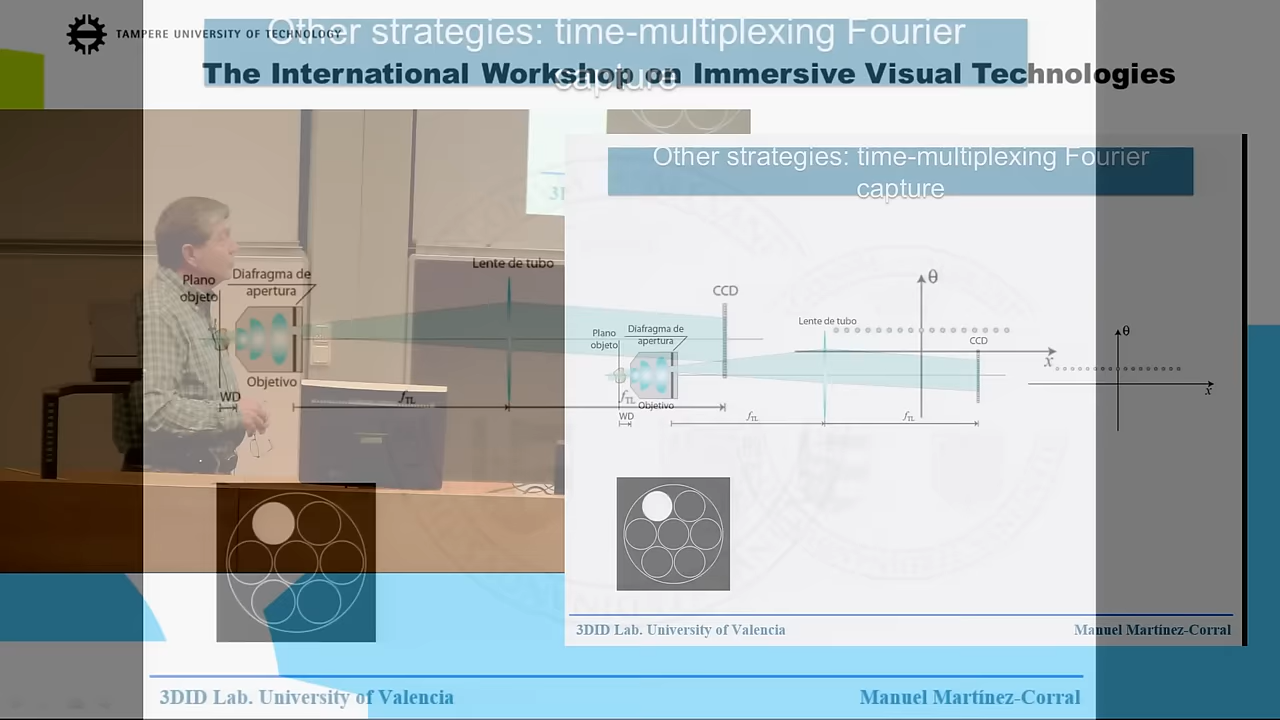 TAMPERE UNIVERSITY OF TECHNOLOGY
Other strategies: time-multiplexing Fourier
capture
The International Workshop on Immersive Visual Technologies
3D
Other strategies: time-multiplexing Fourier
capture
Plano
objeto
Diafragma de
apertura
Lente de tubo
CCD
Objetivo
WD
fTL
fTL
θ
x
Plano
objeto
Diafragma de
apertura
Lente de tubo
CCD
Objetivo
WD
fTL
fTL
θ
x
3DID Lab. University of Valencia
Manuel Martínez-Corral
3DID Lab. University of Valencia
Manuel Martínez-Corral